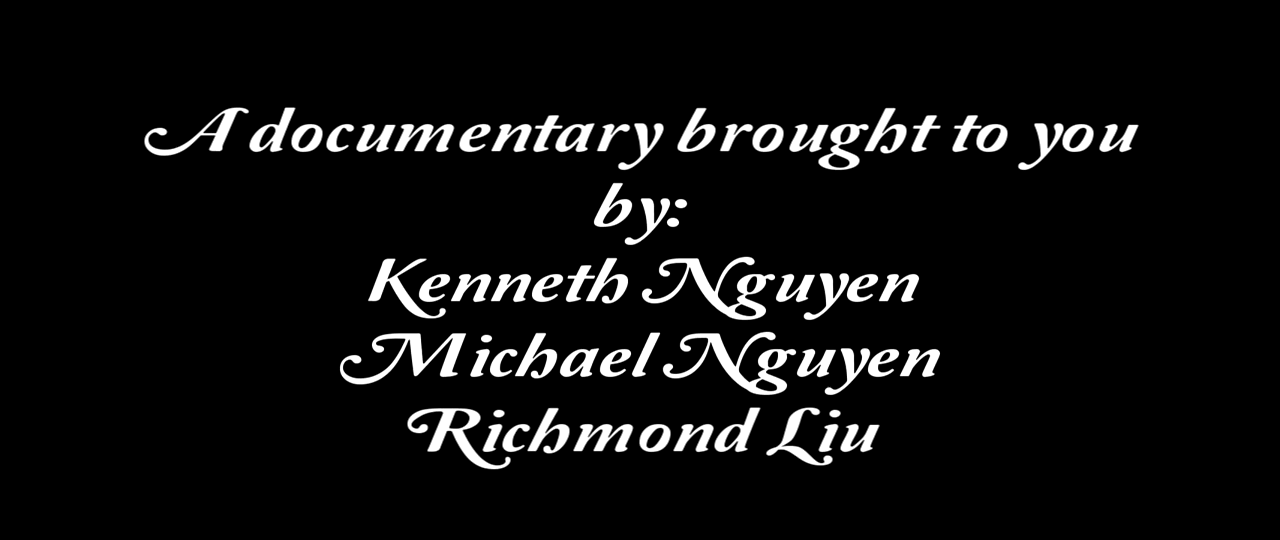 A documentary brought to you
by:
Kenneth Nguyen
Michael Nguyen
Richmond Liu